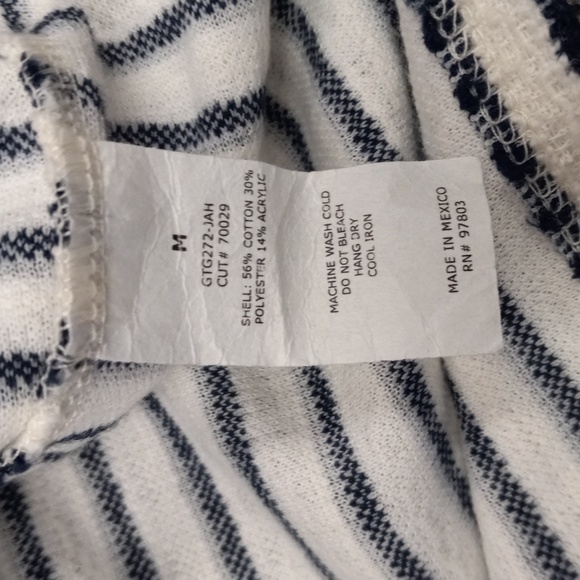 M
GTG272-JAH
CUT# 70029
SHELL: 56% COTTON 30%
POLYESTER 14% ACRYLIC
MACHINE WASH COLD
DO NOT BLEACH
HANG DRY
COOL IRON
MADE IN MEXICO
RN# 97803